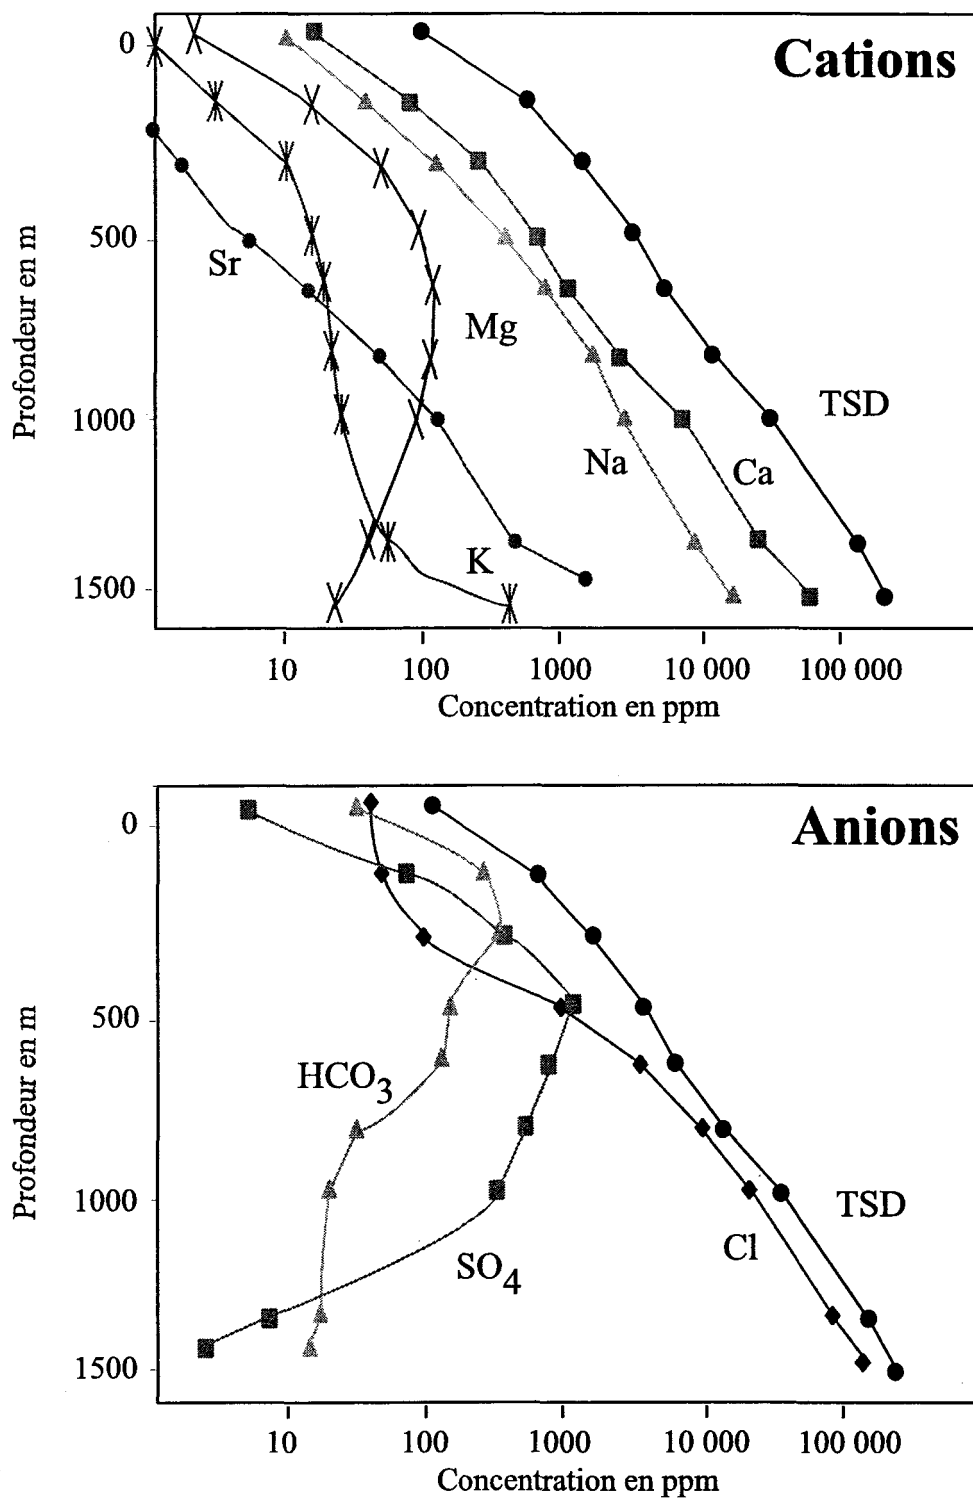 Cations
0
500
1000
1500
Profondeur en m
Sr
Mg
TSD
Na
Ca
K
10
100
1000
10 000
100 000
Concentration en ppm
Anions
0
500
1000
1500
Profondeur en m
HCO3
TSD
Cl
SO4
10
100
1000
10 000
100 000
Concentration en ppm